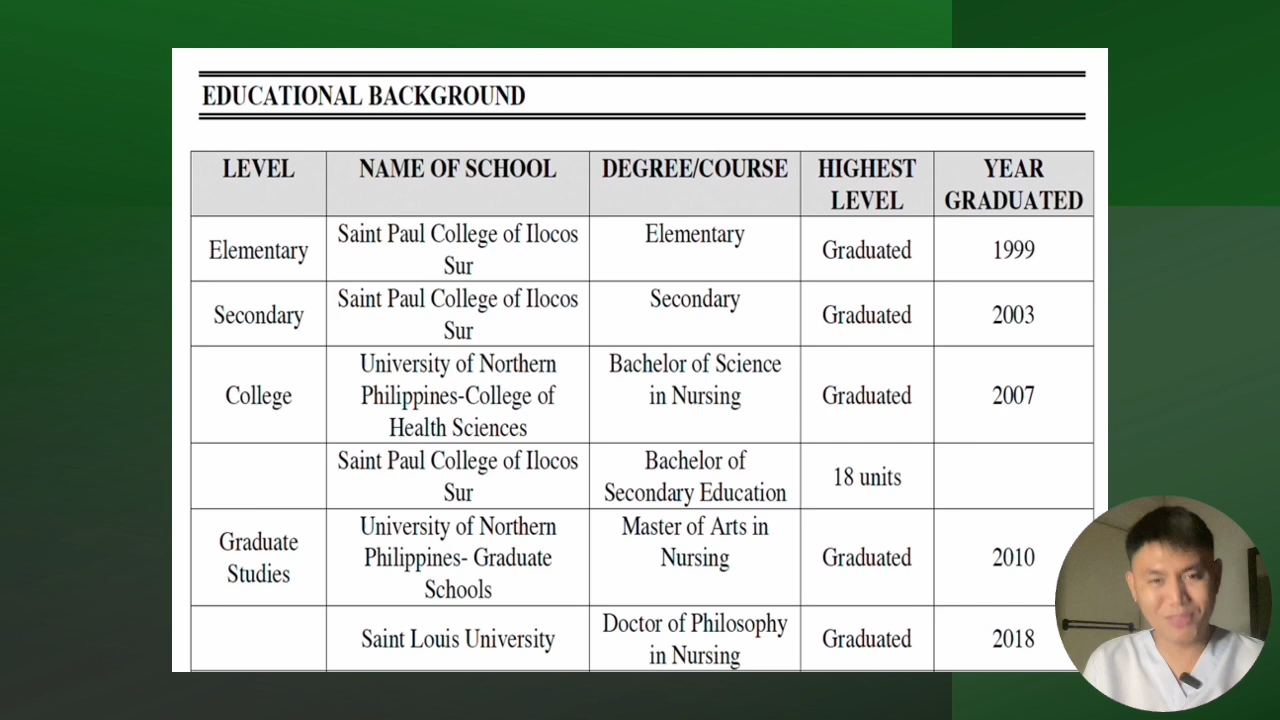 EDUCATIONAL BACKGROUND
LEVEL NAME OF SCHOOL DEGREE/COURSE HIGHEST LEVEL YEAR GRADUATED
Elementary Saint Paul College of Ilocos Sur Elementary Graduated 1999
Secondary Saint Paul College of Ilocos Sur Secondary Graduated 2003
College University of Northern Philippines-College of Health Sciences Bachelor of Science in Nursing Graduated 2007
Saint Paul College of Ilocos Sur Bachelor of Secondary Education 18 units
Graduate Studies University of Northern Philippines- Graduate Schools Master of Arts in Nursing Graduated 2010
Saint Louis University Doctor of Philosophy in Nursing Graduated 2018